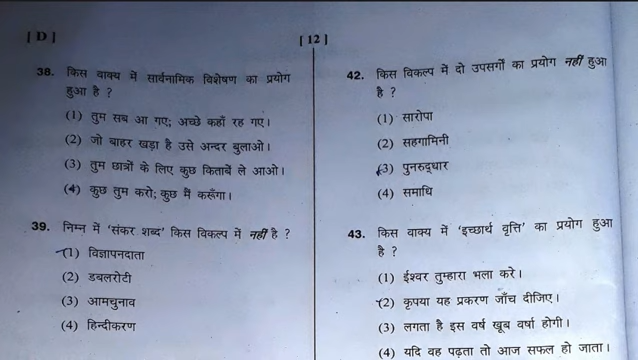 [ D ]
[ 12 ]
38. किस वाक्य में सार्वनामिक विशेषण का प्रयोग
हुआ है ?
(1) तुम सब आ गए; अच्छे कहाँ रह गए।
(2) जो बाहर खड़ा है उसे अन्दर बुलाओ।
(3) तुम छात्रों के लिए कुछ किताबें ले आओ।
(4) कुछ तुम करो; कुछ मैं करूँगा।
39. निम्न में 'संकर शब्द' किस विकल्प में नहीं है ?
(1) विज्ञापनदाता
(2) डबलरोटी
(3) आमचुनाव
(4) हिन्दीकरण
42. किस विकल्प में दो उपसर्गों का प्रयोग नहीं हुआ
है ?
(1) सारोपा
(2) सहगामिनी
(3) पुनरुद्धार
(4) समाधि
43. किस वाक्य में 'इच्छार्थ वृत्ति' का प्रयोग हुआ
है ?
(1) ईश्वर तुम्हारा भला करे।
(2) कृपया यह प्रकरण जाँच दीजिए।
(3) लगता है इस वर्ष खूब वर्षा होगी।
(4) यदि वह पढ़ता तो आज सफल हो जाता।